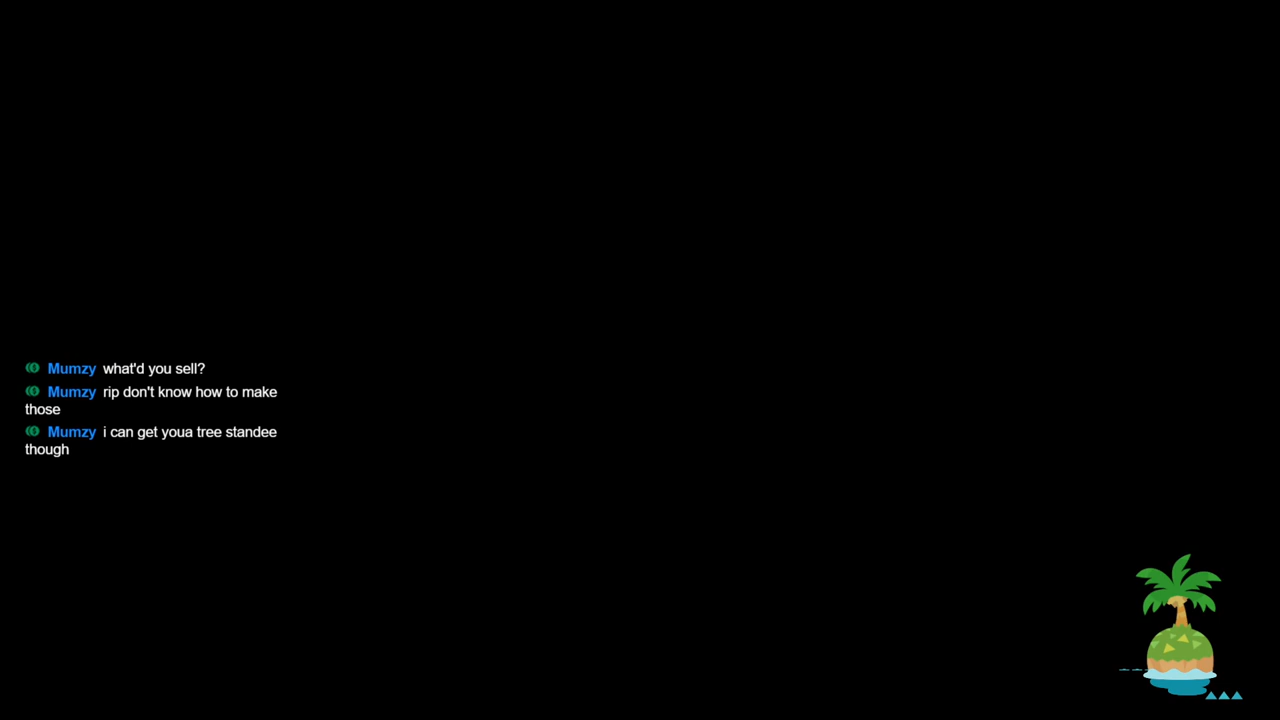 Mumzy what'd you sell?
Mumzy rip don't know how to make
those
Mumzy i can get youa tree standee
though